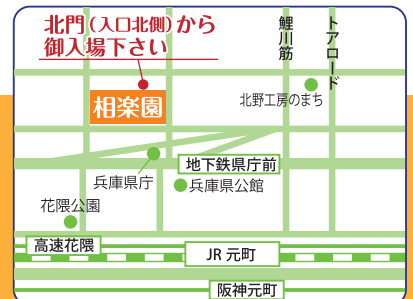 北門（入口北側）から
御入場下さい
鯉川筋
トアロード
相楽園
北野工房のまち
地下鉄県庁前
兵庫県庁
兵庫県公館
花隈公園
高速花隈
JR 元町
阪神元町